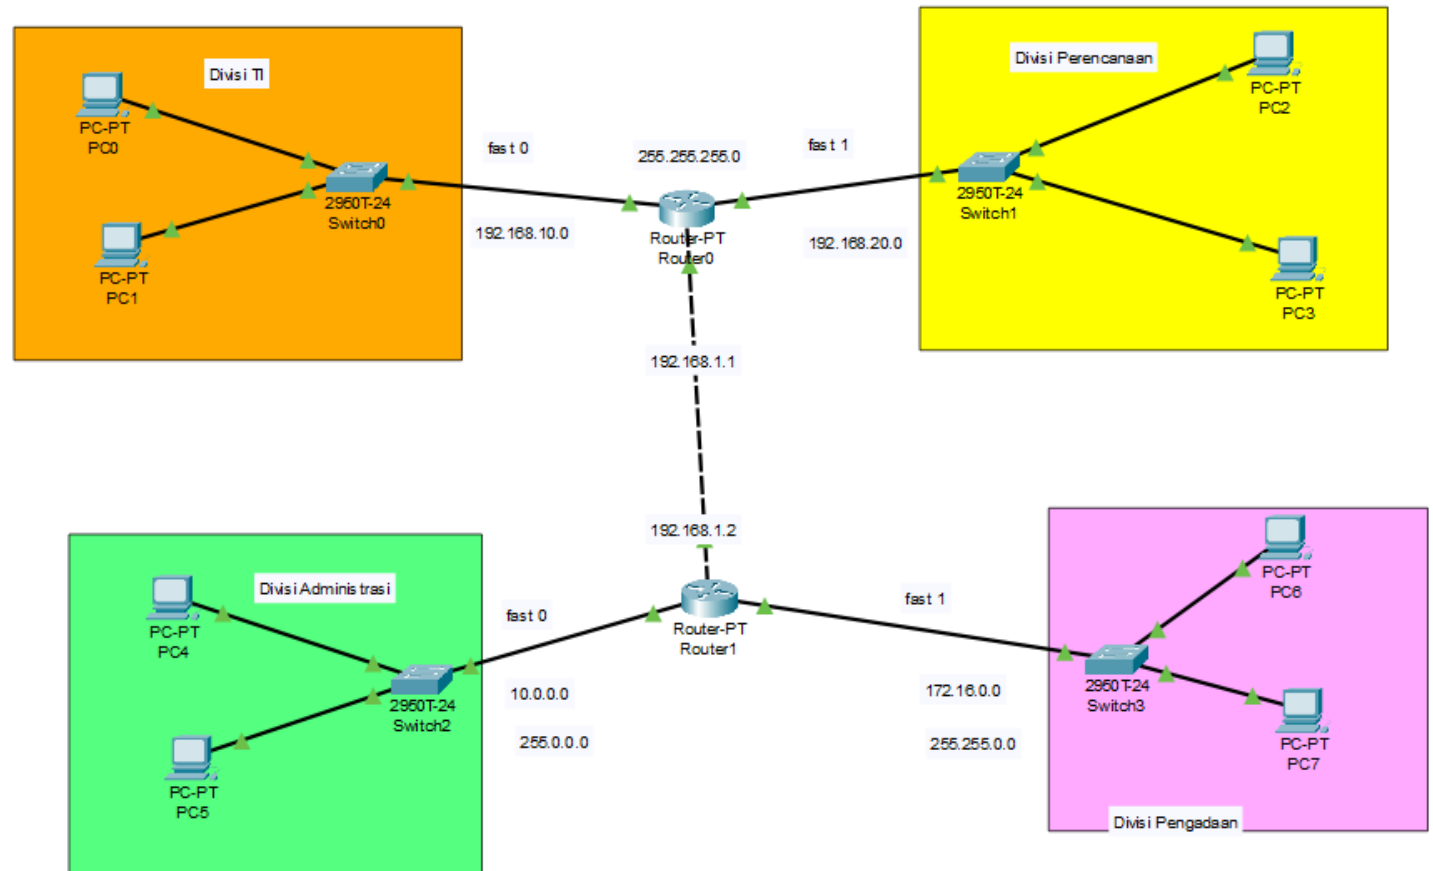 Divisi TI
PC-PT
PC0
PC-PT
PC1
2950T-24
Switch0
fast 0
192.168.10.0
255.255.255.0
Router-PT
Router0
fast 1
192.168.20.0
Divisi Perencanaan
2950T-24
Switch1
PC-PT
PC2
PC-PT
PC3
192.168.1.1
192.168.1.2
Divisi Administrasi
PC-PT
PC4
PC-PT
PC5
2950T-24
Switch2
fast 0
10.0.0.0
255.0.0.0
Router-PT
Router1
fast 1
172.16.0.0
255.255.0.0
2950T-24
Switch3
PC-PT
PC6
PC-PT
PC7
Divisi Pengadaan